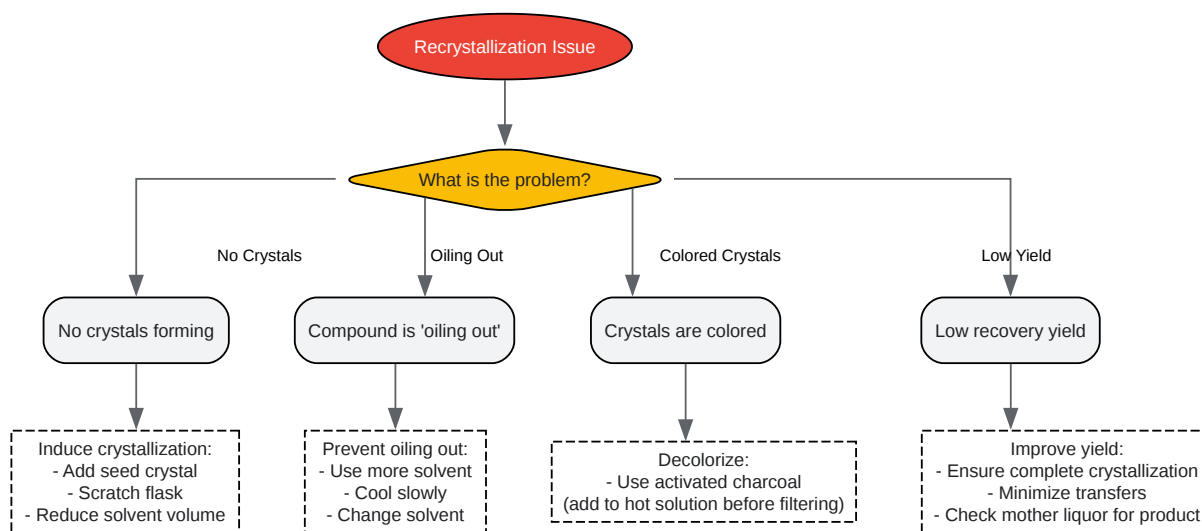 Recrystallization Issue
What is the problem?
No Crystals
Oiling Out
Colored Crystals
Low Yield
No crystals forming
Compound is 'oiling out'
Crystals are colored
Low recovery yield
Induce crystallization:
- Add seed crystal
- Scratch flask
- Reduce solvent volume
Prevent oiling out:
- Use more solvent
- Cool slowly
- Change solvent
Decolorize:
- Use activated charcoal
(add to hot solution before filtering)
Improve yield:
- Ensure complete crystallization
- Minimize transfers
- Check mother liquor for product